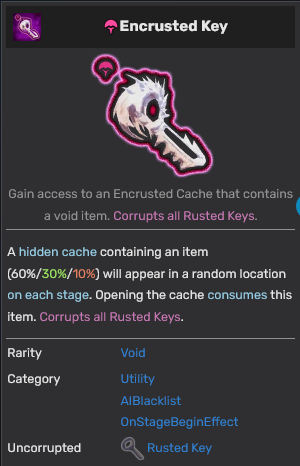 Encrusted Key
Gain access to an Encrusted Cache that contains
a void item. Corrupts all Rusted Keys.
A hidden cache containing an item
(60%/30%/10%) will appear in a random location
on each stage. Opening the cache consumes this
item. Corrupts all Rusted Keys.
Rarity Void
Category Utility
AIBlacklist
OnStageBeginEffect
Uncorrupted Rusted Key